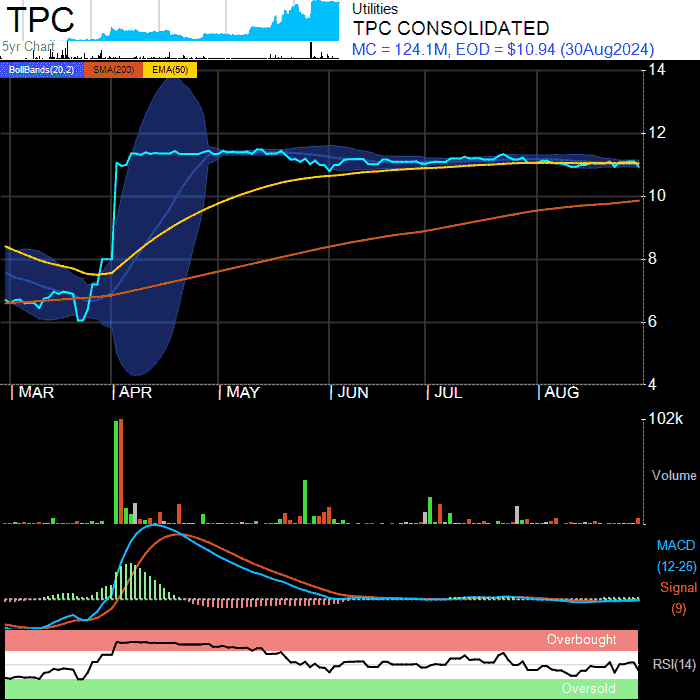 TPC
5yr Chart
Utilities
TPC CONSOLIDATED
MC = 124.1M, EOD = $10.94 (30Aug2024)
BollBands(20,2) SMA(200) EMA(50)
14
12
10
8
6
4
MAR APR MAY JUN JUL AUG
102k
Volume
MACD
(12-26)
Signal
(9)
Overbought
RSI(14)
Oversold